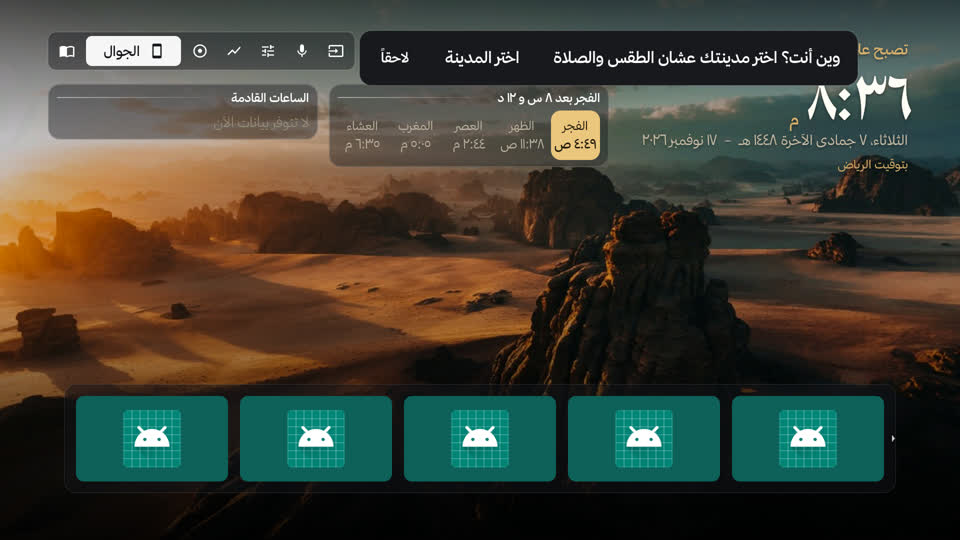 تصبح
وين أنت؟ اختر مدينتك عشان الطقس والصلاة
اختر المدينة
لاحقاً
الجوال
٨:٣٦ م
الثلاثاء، ٧ جمادى الآخرة ١٤٤٨ هـ - ١٧ نوفمبر ٢٠٢٦
بتوقيت الرياض
الفجر بعد ٨ س و ١٢ د
الفجر الظهر العصر المغرب العشاء
٤:٤٩ ص ١١:٣٨ ص ٢:٤٤ م ٥:٠٥ م ٦:٣٥ م
الساعات القادمة
لا تتوفر بيانات الآن